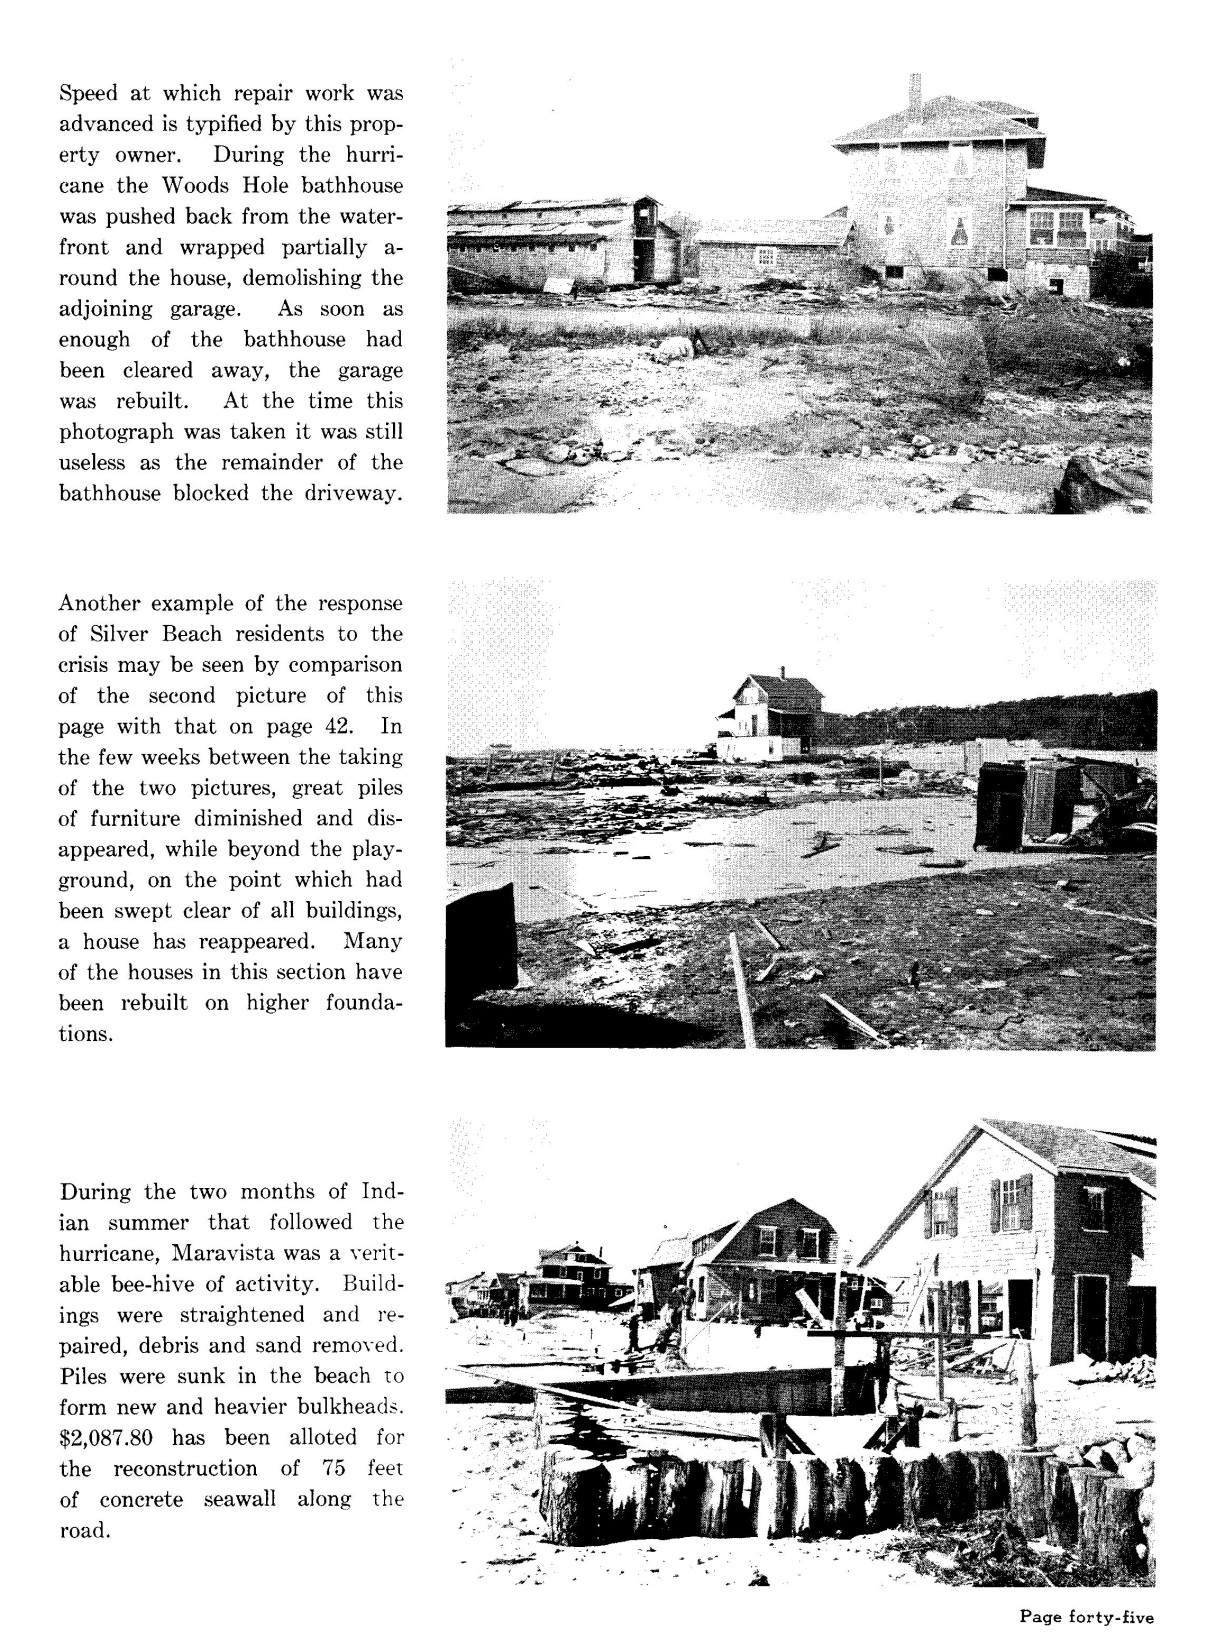 Speed at which repair work was
advanced is typified by this prop-
erty owner. During the hurri-
cane the Woods Hole bathhouse
was pushed back from the water-
front and wrapped partially a-
round the house, demolishing the
adjoining garage. As soon as
enough of the bathhouse had
been cleared away, the garage
was rebuilt. At the time this
photograph was taken it was still
useless as the remainder of the
bathhouse blocked the driveway.
Another example of the response
of Silver Beach residents to the
crisis may be seen by comparison
of the second picture of this
page with that on page 42. In
the few weeks between the taking
of the two pictures, great piles
of furniture diminished and dis-
appeared, while beyond the play-
ground, on the point which had
been swept clear of all buildings,
a house has reappeared. Many
of the houses in this section have
been rebuilt on higher founda-
tions.
During the two months of Ind-
ian summer that followed the
hurricane, Maravista was a verit-
able bee-hive of activity. Build-
ings were straightened and re-
paired, debris and sand removed.
Piles were sunk in the beach to
form new and heavier bulkheads.
$2,087.80 has been alloted for
the reconstruction of 75 feet
of concrete seawall along the
road.
Page forty-five